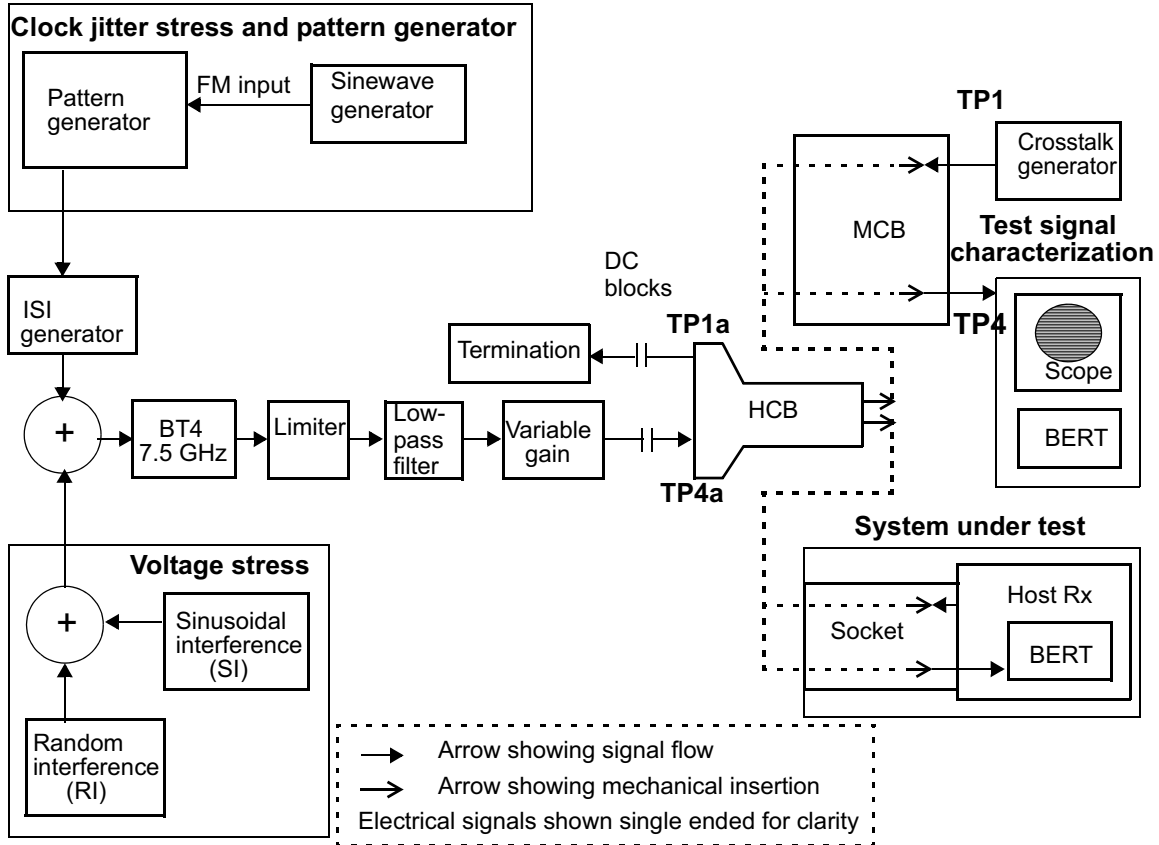 Clock jitter stress and pattern generator
Pattern
generator
FM input
Sinewave
generator
TP1
Crosstalk
generator
MCB
Test signal
characterization
TP4
Scope
BERT
ISI
generator
DC
blocks
TP1a
Termination
HCB
+
BT4
7.5 GHz
Limiter
Low-
pass
filter
Variable
gain
TP4a
System under test
Host Rx
Socket
BERT
Voltage stress
+
Sinusoidal
interference
(SI)
Random
interference
(RI)
Arrow showing signal flow
Arrow showing mechanical insertion
Electrical signals shown single ended for clarity